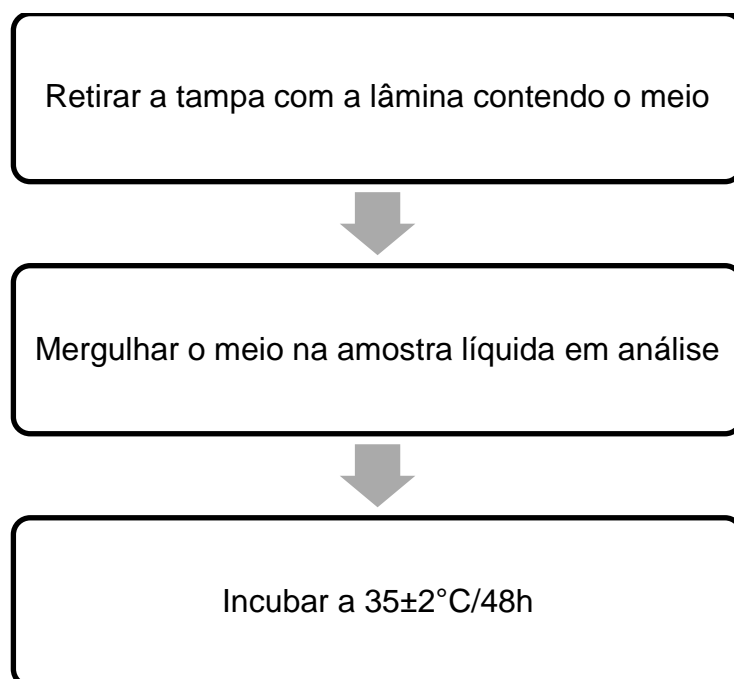 Retirar a tampa com a lâmina contendo o meio
Mergulhar o meio na amostra líquida em análise
Incubar a 35±2°C/48h